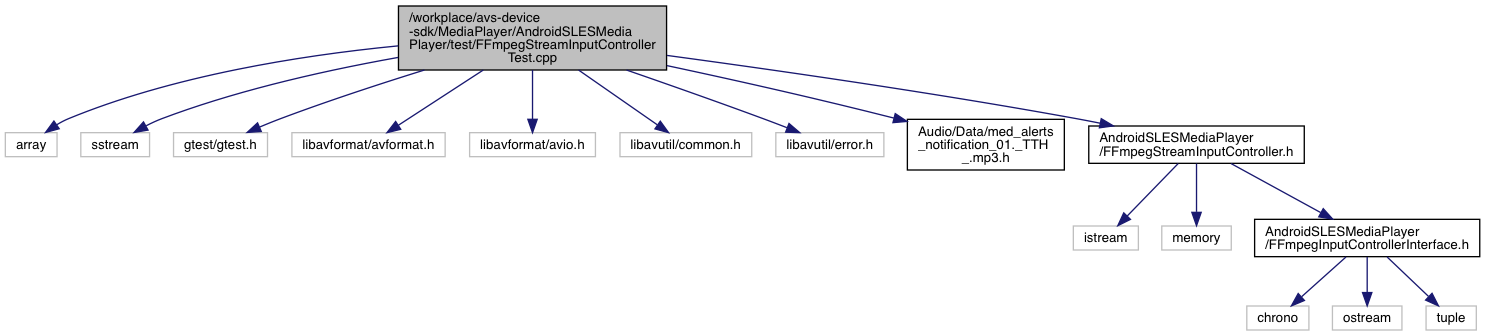 /workplace/avs-device
-sdk/MediaPlayer/AndroidSLESMedia
Player/test/FFmpegStreamInputController
Test.cpp
array
sstream
gtest/gtest.h
libavformat/avformat.h
libavformat/avio.h
libavutil/common.h
libavutil/error.h
Audio/Data/med_alerts
_notification_01._TTH
_.mp3.h
AndroidSLESMediaPlayer
/FFmpegStreamInputController.h
istream
memory
AndroidSLESMediaPlayer
/FFmpegInputControllerInterface.h
chrono
ostream
tuple